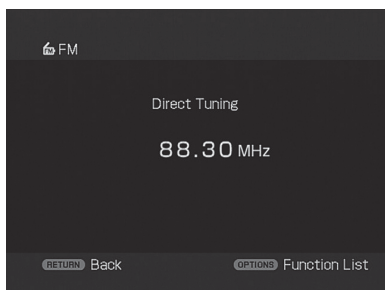 FM
Direct Tuning
88.30 MHz
RETURN Back OPTIONS Function List